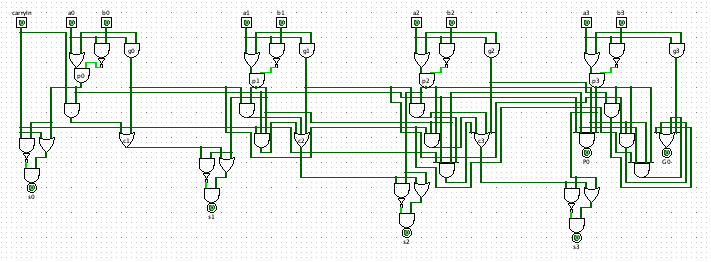 carryIn a0 b0 a1 b1 a2 b2 a3 b3
g0 g1 g2 g3
p0 p1 p2 p3
c1 c2 c3 P0 G0
s0 s1 s2 s3